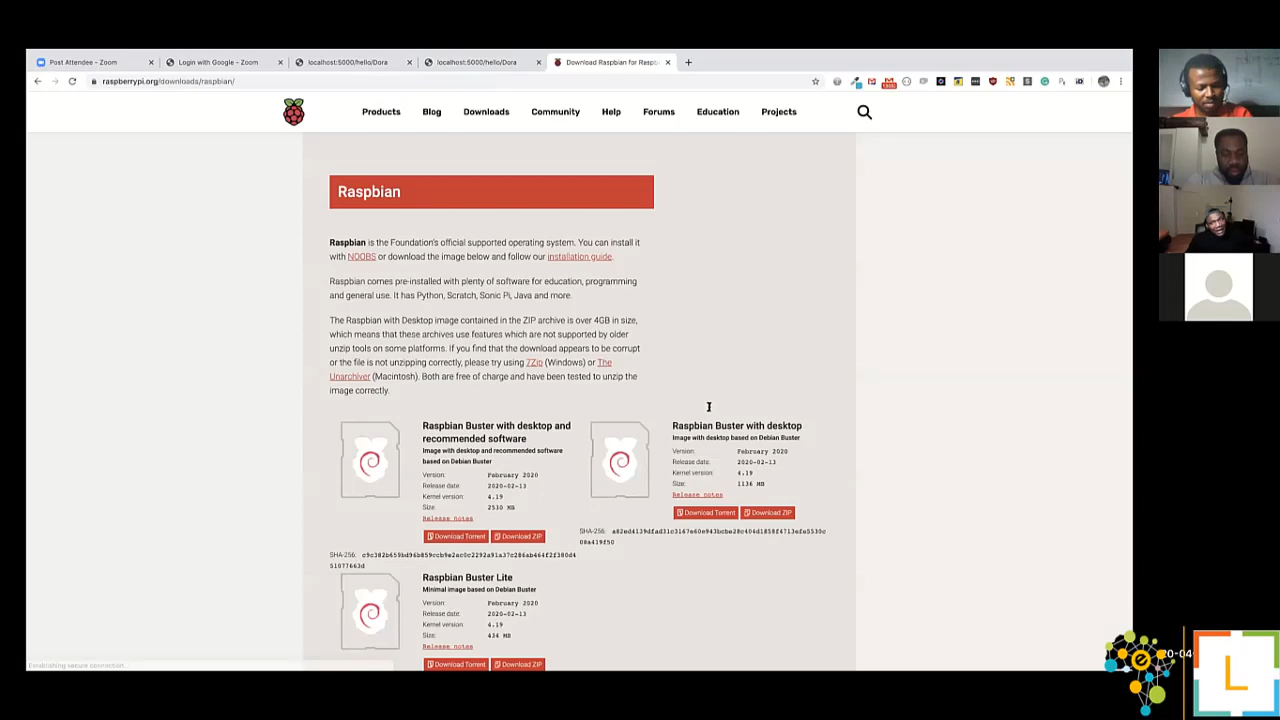 Post Attendee - Zoom
Login with Google - Zoom
localhost:5000/hello/Dora
localhost:5000/hello/Dora
Download Raspbian for Raspb
raspberrypi.org/downloads/raspbian/
Products Blog Downloads Community Help Forums Education Projects
Raspbian
Raspbian is the Foundation's official supported operating system. You can install it
with NOOBS or download the image below and follow our installation guide.
Raspbian comes pre-installed with plenty of software for education, programming
and general use. It has Python, Scratch, Sonic Pi, Java and more.
The Raspbian with Desktop image contained in the ZIP archive is over 4GB in size,
which means that these archives use features which are not supported by older
unzip tools on some platforms. If you find that the download appears to be corrupt
or the file is not unzipping correctly, please try using 7Zip (Windows) or The
Unarchiver (Macintosh). Both are free of charge and have been tested to unzip the
image correctly.
Raspbian Buster with desktop and
recommended software
Image with desktop and recommended software
based on Debian Buster
Version: February 2020
Release date: 2020-02-13
Kernel version: 4.19
Size: 2530 MB
Release notes
Download Torrent Download ZIP
SHA-256:
Raspbian Buster with desktop
Image with desktop based on Debian Buster
Version: February 2020
Release date: 2020-02-13
Kernel version: 4.19
Size: 1136 MB
Release notes
Download Torrent Download ZIP
SHA-256:
Raspbian Buster Lite
Minimal image based on Debian Buster
Version: February 2020
Release date: 2020-02-13
Kernel version: 4.19
Size: 434 MB
Release notes
Download Torrent Download ZIP
Establishing secure connection...
20-04
L